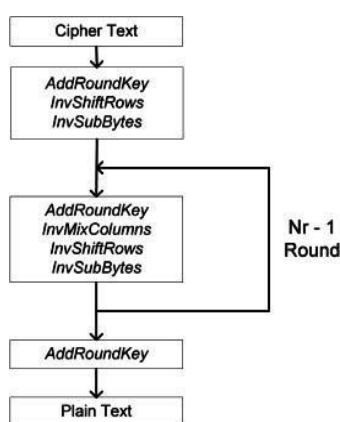 Cipher Text
AddRoundKey
InvShiftRows
InvSubBytes
AddRoundKey
InvMixColumns
InvShiftRows
InvSubBytes
Nr - 1
Round
AddRoundKey
Plain Text